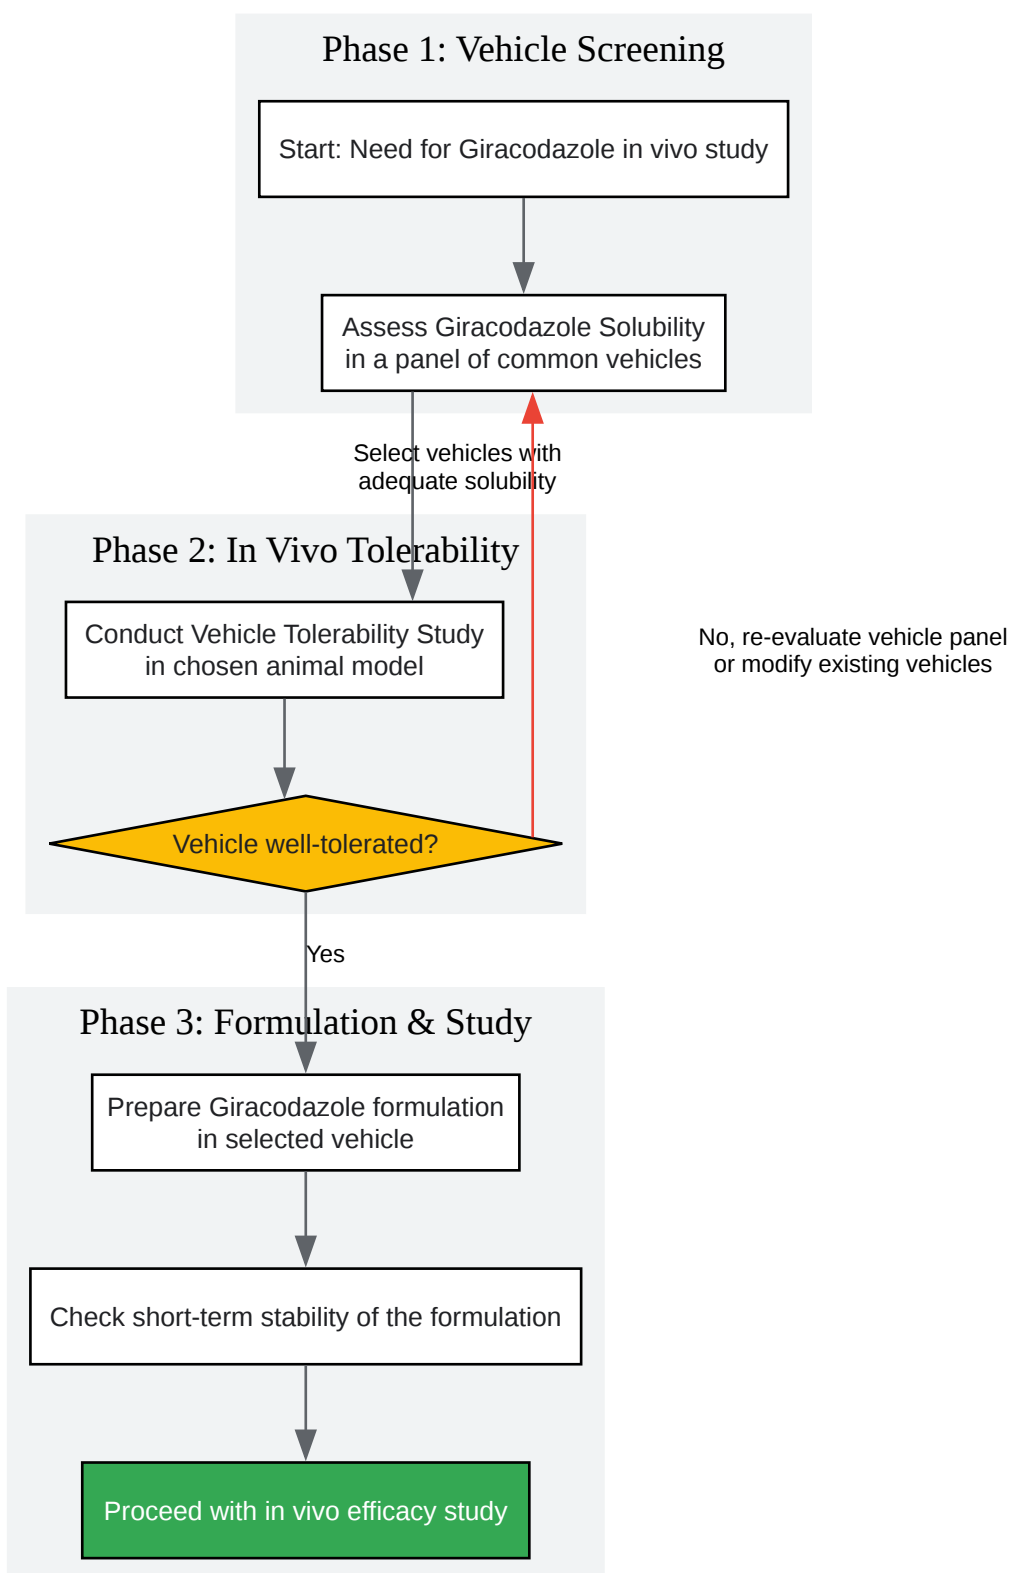 Phase 1: Vehicle Screening
Start: Need for Giracodazole in vivo study
Assess Giracodazole Solubility
in a panel of common vehicles
Select vehicles with
adequate solubility
Phase 2: In Vivo Tolerability
Conduct Vehicle Tolerability Study
in chosen animal model
No, re-evaluate vehicle panel
or modify existing vehicles
Vehicle well-tolerated?
Yes
Phase 3: Formulation & Study
Prepare Giracodazole formulation
in selected vehicle
Check short-term stability of the formulation
Proceed with in vivo efficacy study